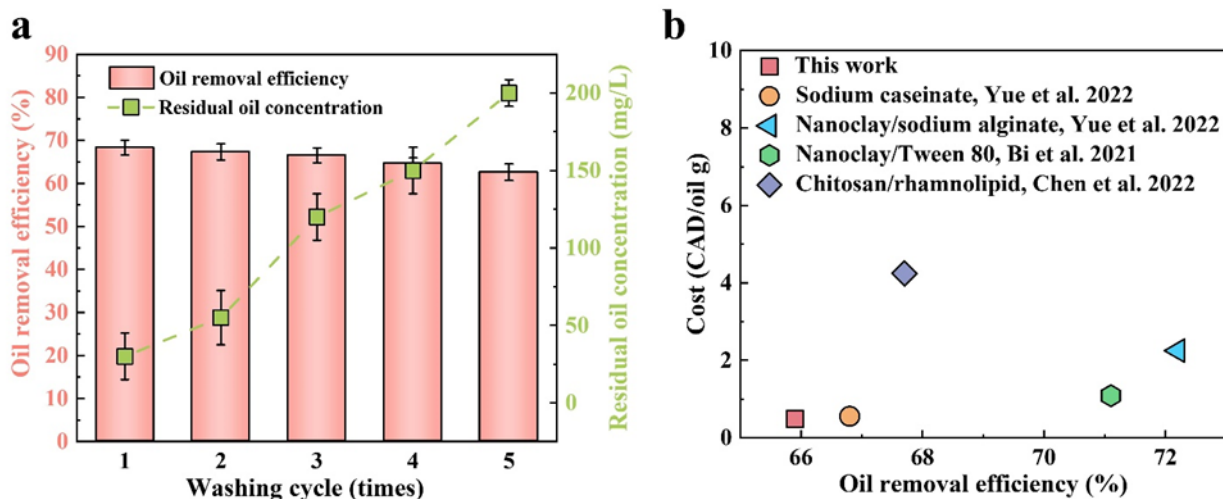 a
Oil removal efficiency (%)
90
80
70
60
50
40
30
20
10
0
Oil removal efficiency
Residual oil concentration
1 2 3 4 5
Washing cycle (times)
200
150
100
50
0
Residual oil concentration (mg/L)
b
Cost (CAD/oil g)
10
8
6
4
2
0
This work
Sodium caseinate, Yue et al. 2022
Nanoclay/sodium alginate, Yue et al. 2022
Nanoclay/Tween 80, Bi et al. 2021
Chitosan/rhamnolipid, Chen et al. 2022
66 68 70 72
Oil removal efficiency (%)